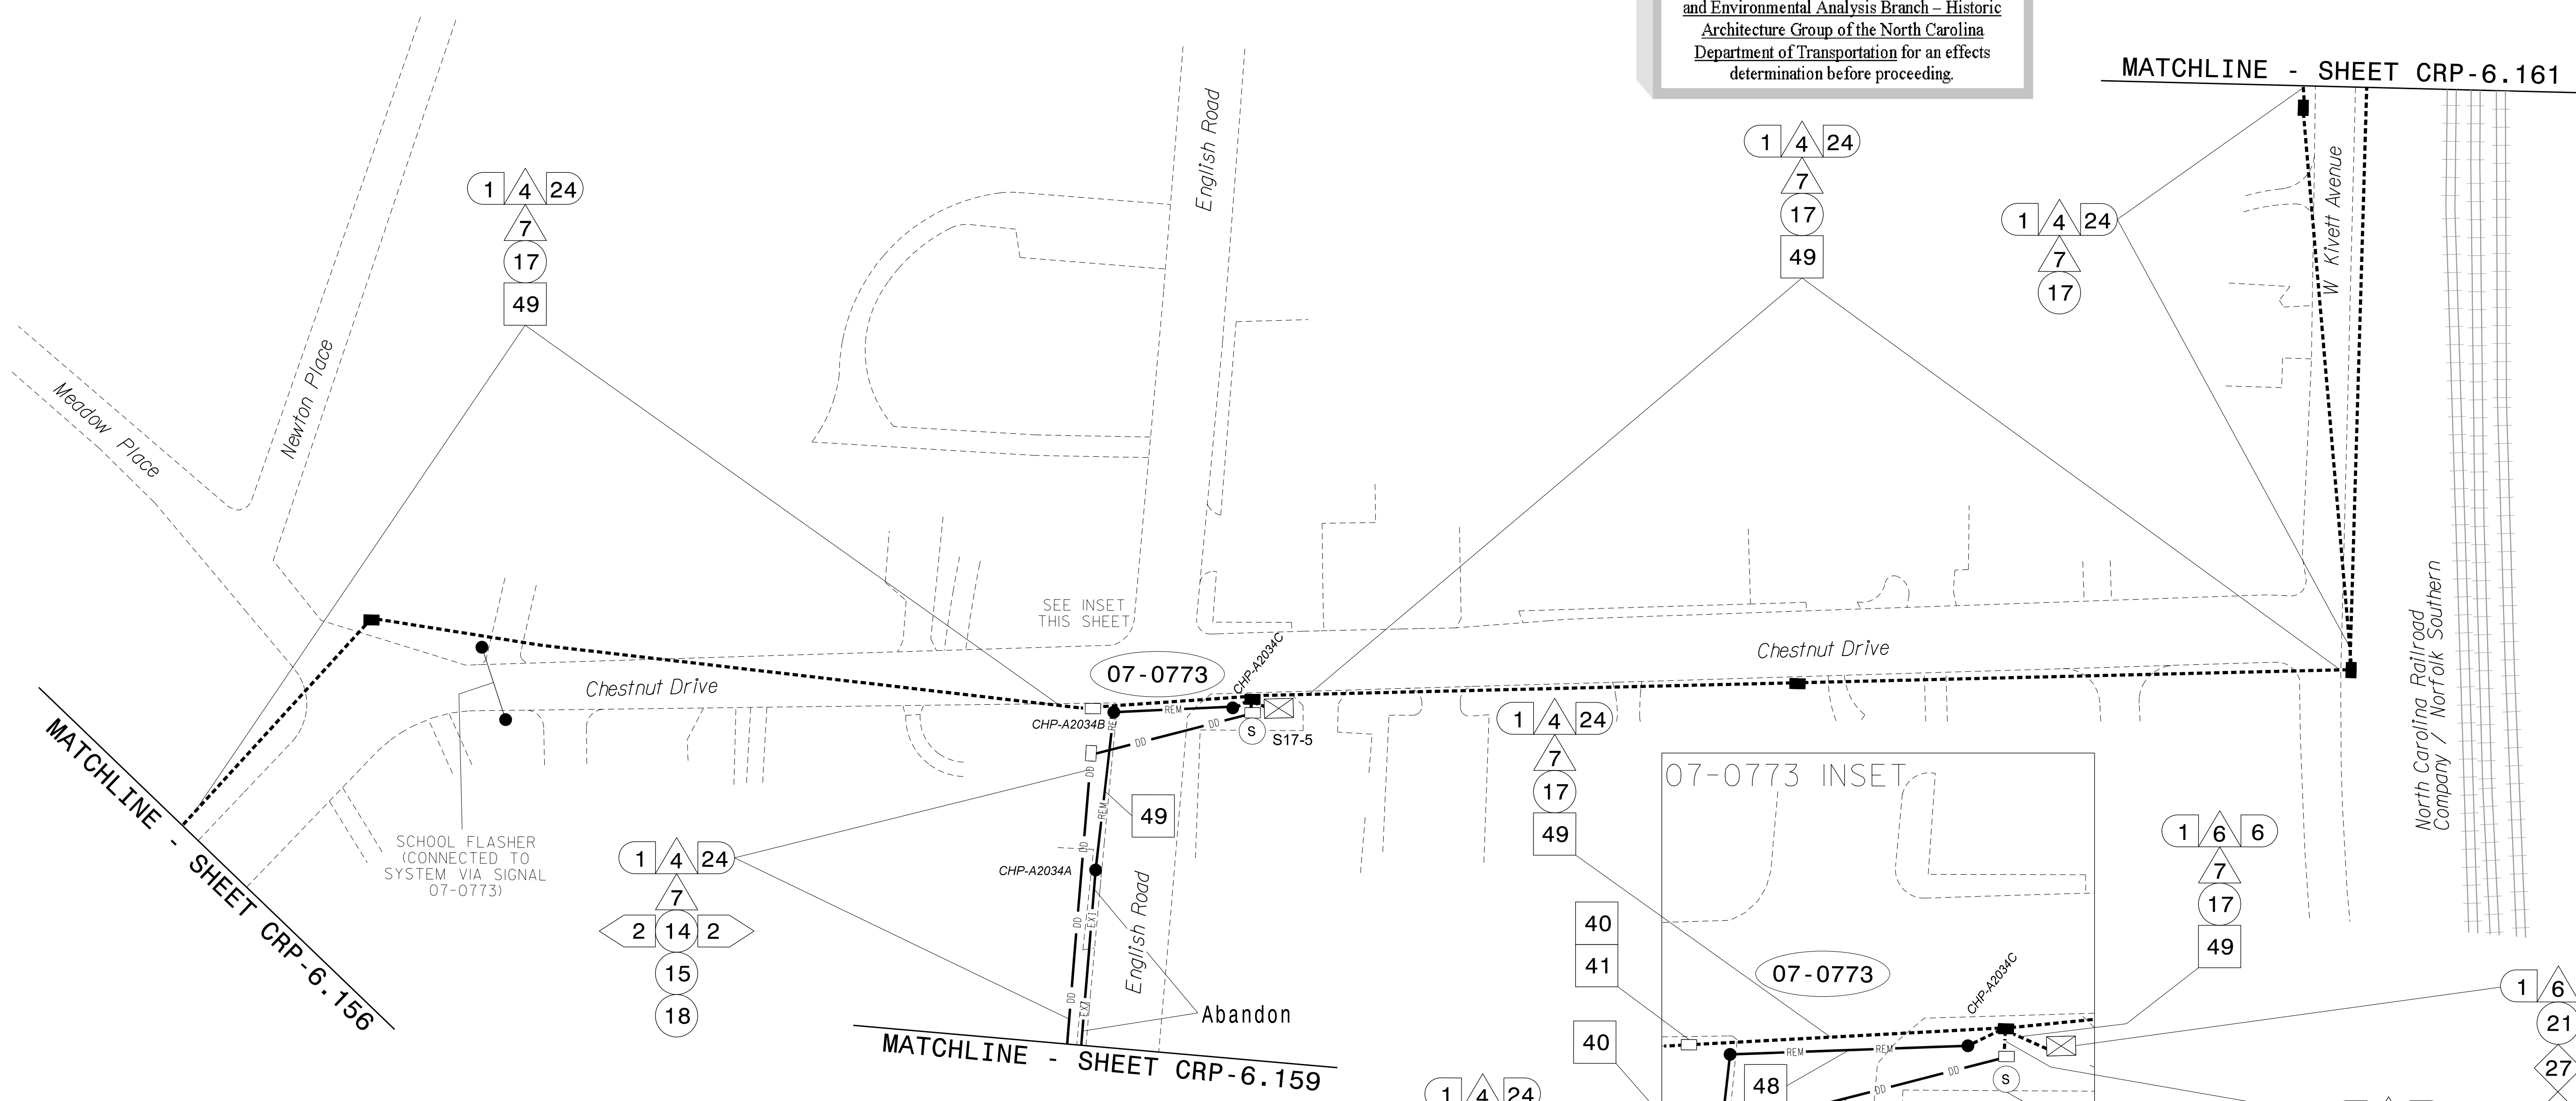 and Environmental Analysis Branch – Historic
Architecture Group of the North Carolina
Department of Transportation for an effects
determination before proceeding.
MATCHLINE - SHEET CRP-6.161
1 4 24
7
17
49
1 4 24
7
17
49
1 4 24
7
17
English Road
W Kivett Avenue
Newton Place
Meadow Place
SEE INSET
THIS SHEET
07-0773
CHP-A2034C
Chestnut Drive
Chestnut Drive
North Carolina Railroad
Company / Norfolk Southern
CHP-A2034B
REM
DD
S
S17-5
DD
REM
49
DD
CHP-A2034A
DD
EXI
DD
EXI
English Road
Abandon
MATCHLINE - SHEET CRP-6.156
SCHOOL FLASHER
(CONNECTED TO
SYSTEM VIA SIGNAL
07-0773)
1 4 24
7
2 14 2
15
18
MATCHLINE - SHEET CRP-6.159
1 4 24
7
17
49
07-0773 INSET
1 6 6
7
17
49
40
41
40
07-0773
CHP-A2034C
REM
REM
48
DD
DD
S
1 6
21
27
1 4 24